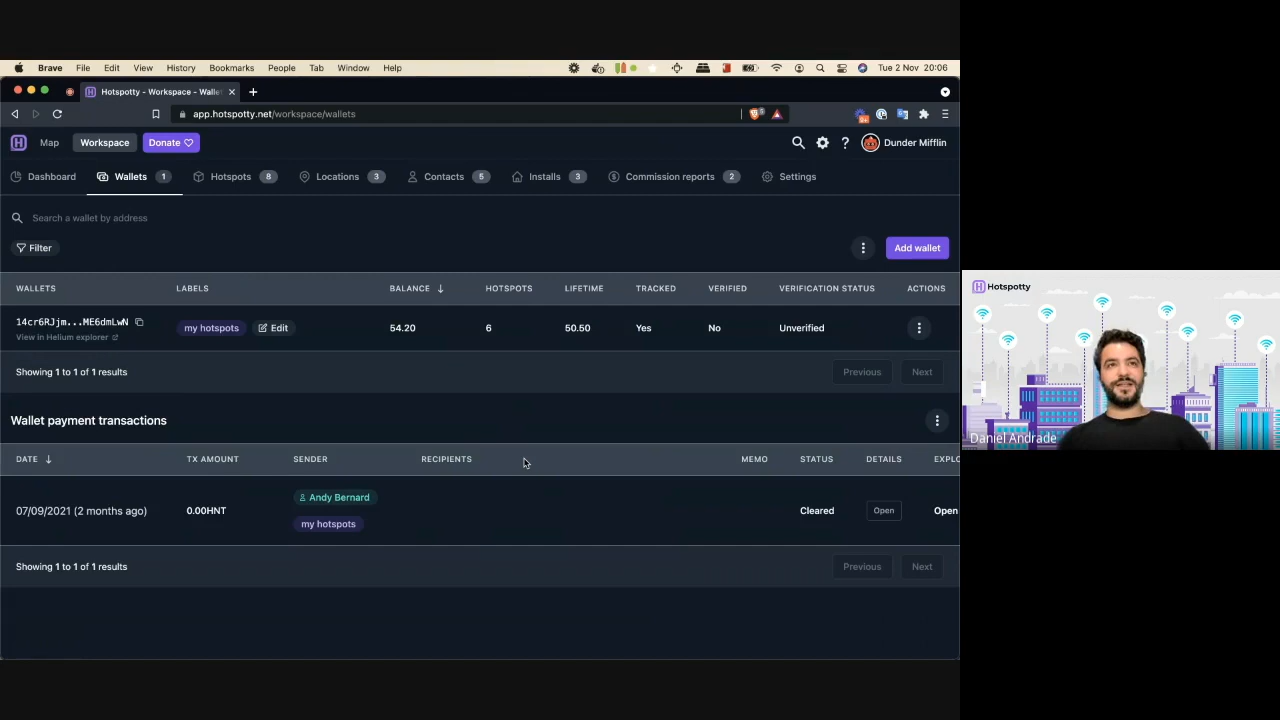 Brave File Edit View History Bookmarks People Tab Window Help Tue 2 Nov 20:06
Hotspotty - Workspace - Walle
app.hotspotty.net/workspace/wallets
Map Workspace Donate Dunder Mifflin
Dashboard Wallets 1 Hotspots 8 Locations 3 Contacts 5 Installs 3 Commission reports 2 Settings
Search a wallet by address
Filter Add wallet
WALLETS LABELS BALANCE HOTSPOTS LIFETIME TRACKED VERIFIED VERIFICATION STATUS ACTIONS
14cr6RJjm...ME6dmLwN my hotspots Edit 54.20 6 50.50 Yes No Unverified
View in Helium explorer
Showing 1 to 1 of 1 results Previous Next
Wallet payment transactions
DATE TX AMOUNT SENDER RECIPIENTS MEMO STATUS DETAILS EXPLO
Andy Bernard
07/09/2021 (2 months ago) 0.00HNT Cleared Open Open
my hotspots
Showing 1 to 1 of 1 results Previous Next
Hotspotty
Daniel Andrade